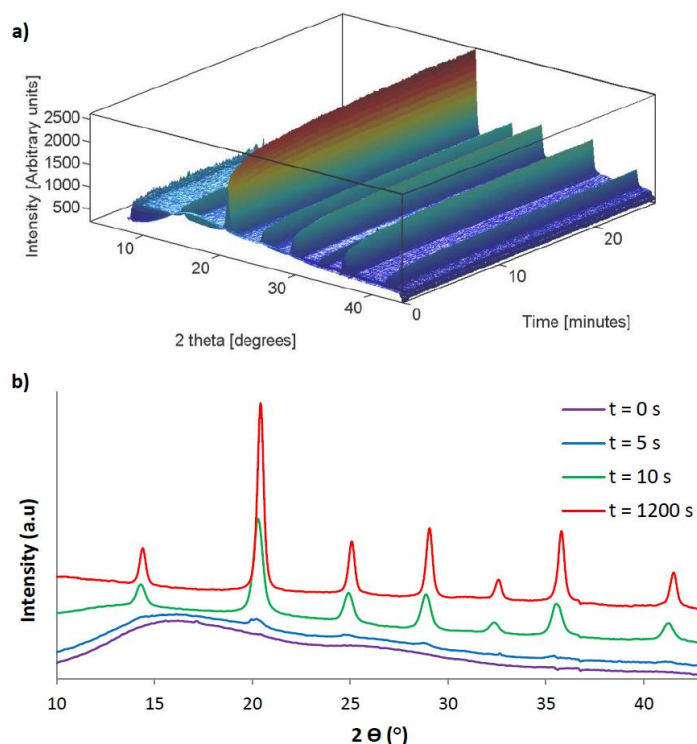 a)
Intensity [Arbitrary units]
2500
2000
1500
1000
500
10
20
30
40
2 theta [degrees]
0
10
20
Time [minutes]
b)
t = 0 s
t = 5 s
t = 10 s
t = 1200 s
Intensity (a.u)
10 15 20 25 30 35 40
2 ϴ (°)